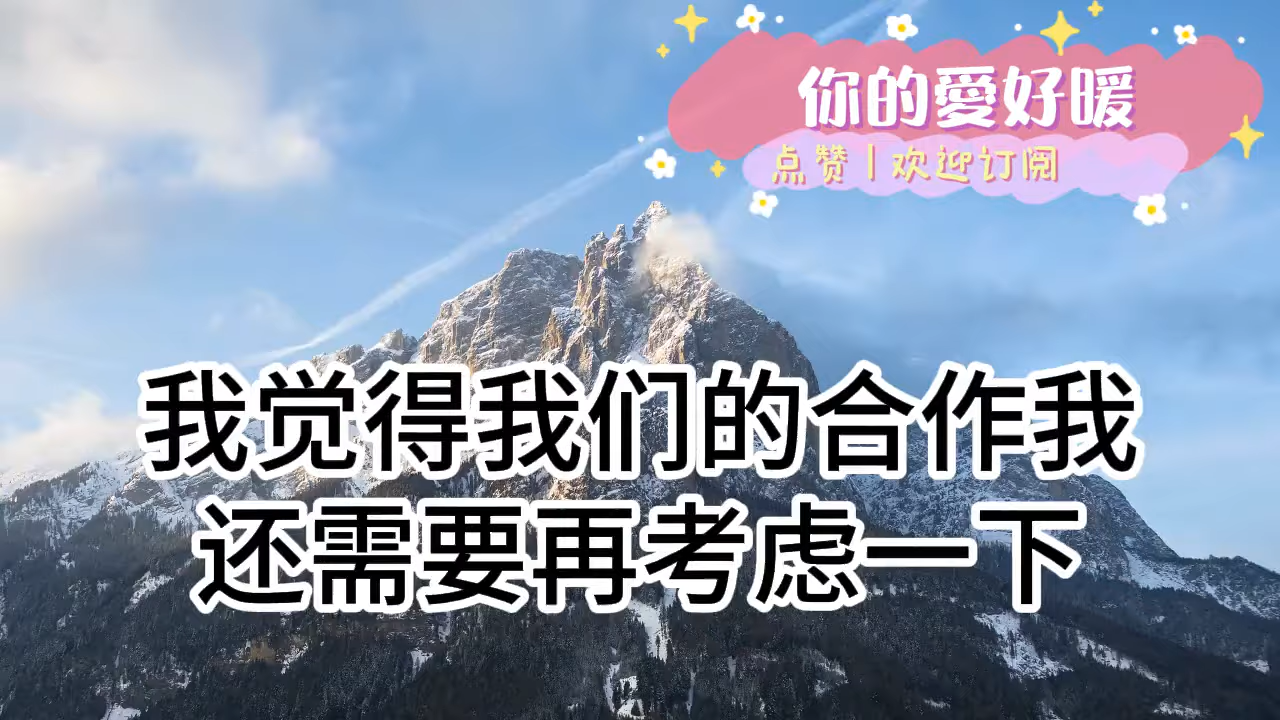 你的愛好暖
点赞 | 欢迎订阅
我觉得我们的合作我
还需要再考虑一下